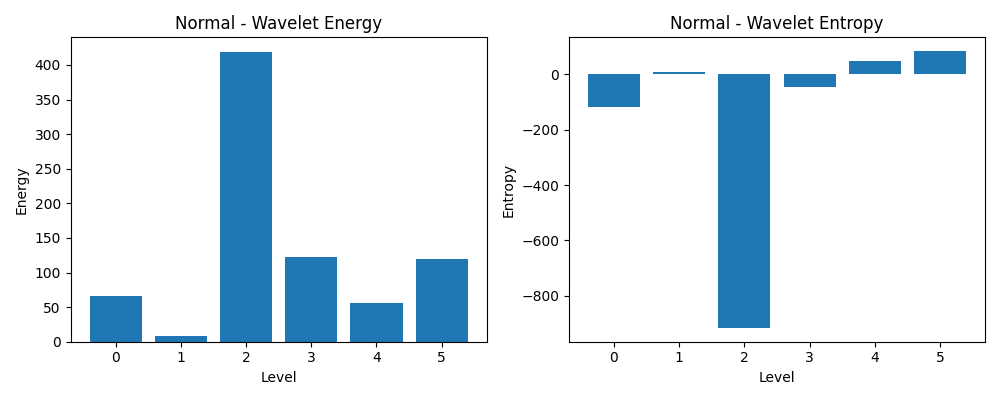 Normal - Wavelet Energy
Energy
400
350
300
250
200
150
100
50
0
0 1 2 3 4 5
Level
Normal - Wavelet Entropy
Entropy
0
−200
−400
−600
−800
0 1 2 3 4 5
Level